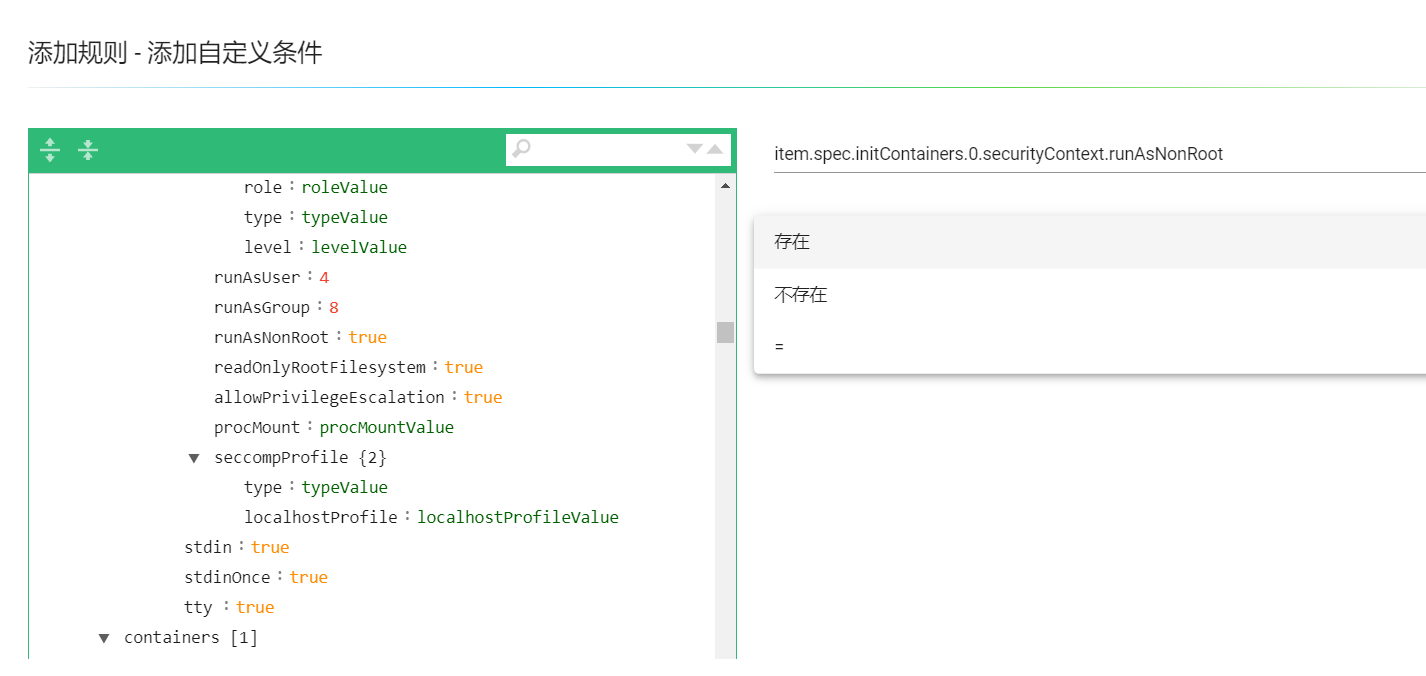 添加规则 - 添加自定义条件
role : roleValue
type : typeValue
level : levelValue
runAsUser : 4
runAsGroup : 8
runAsNonRoot : true
readOnlyRootFilesystem : true
allowPrivilegeEscalation : true
procMount : procMountValue
seccompProfile {2}
type : typeValue
localhostProfile : localhostProfileValue
stdin : true
stdinOnce : true
tty : true
containers [1]
item.spec.initContainers.0.securityContext.runAsNonRoot
存在
不存在
=